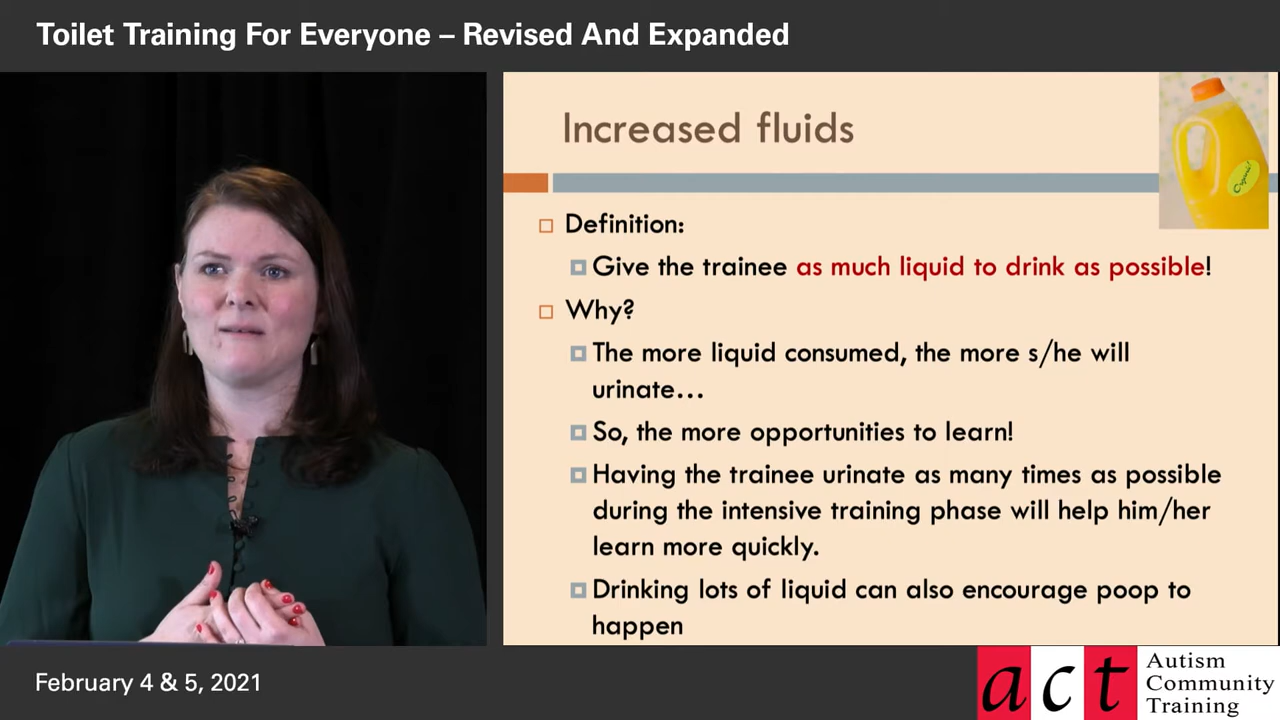 Toilet Training For Everyone – Revised And Expanded
Increased fluids
Organic
Definition:
Give the trainee as much liquid to drink as possible!
Why?
The more liquid consumed, the more s/he will
urinate…
So, the more opportunities to learn!
Having the trainee urinate as many times as possible
during the intensive training phase will help him/her
learn more quickly.
Drinking lots of liquid can also encourage poop to
happen
February 4 & 5, 2021
act
Autism
Community
Training